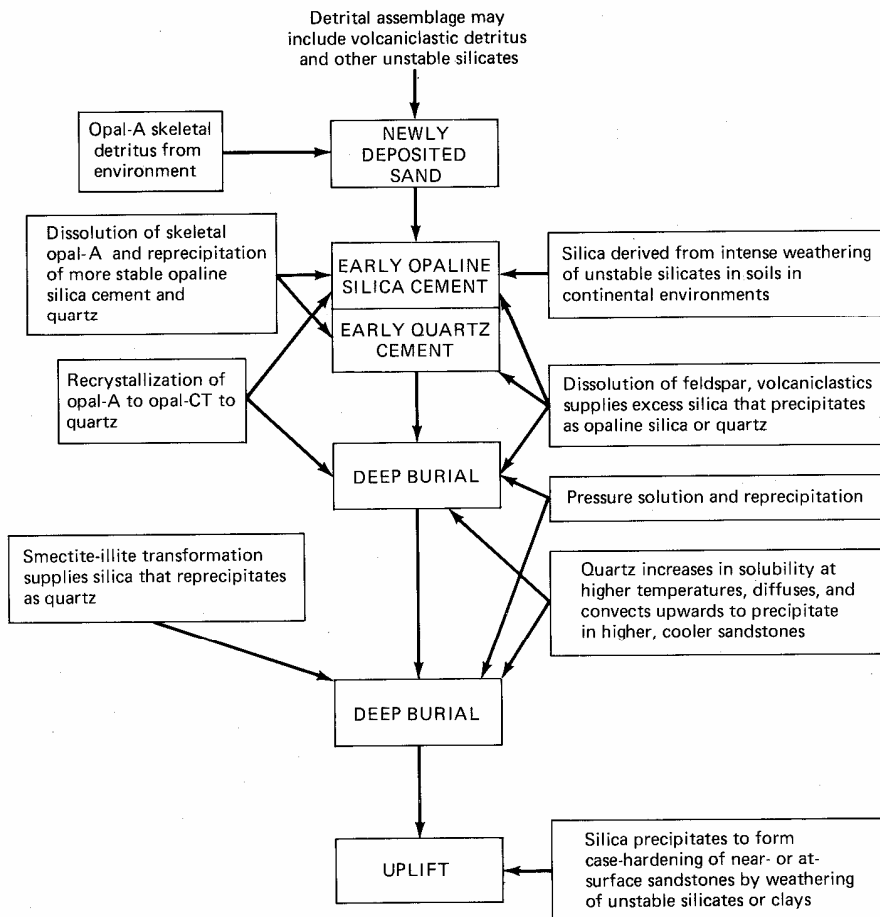 Detrital assemblage may
include volcaniclastic detritus
and other unstable silicates
Opal-A skeletal
detritus from
environment
NEWLY
DEPOSITED
SAND
Dissolution of skeletal
opal-A and reprecipitation
of more stable opaline
silica cement and
quartz
EARLY OPALINE
SILICA CEMENT
Silica derived from intense weathering
of unstable silicates in soils in
continental environments
EARLY QUARTZ
CEMENT
Recrystallization of
opal-A to opal-CT to
quartz
Dissolution of feldspar, volcaniclastics
supplies excess silica that precipitates
as opaline silica or quartz
DEEP BURIAL
Pressure solution and reprecipitation
Smectite-illite transformation
supplies silica that reprecipitates
as quartz
Quartz increases in solubility at
higher temperatures, diffuses, and
convects upwards to precipitate
in higher, cooler sandstones
DEEP BURIAL
UPLIFT
Silica precipitates to form
case-hardening of near- or at-
surface sandstones by weathering
of unstable silicates or clays